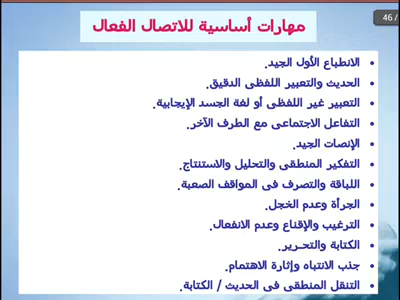 46 /
مهارات أساسية للاتصال الفعال
• الانطباع الأول الجيد.
• الحديث والتعبير اللفظى الدقيق.
• التعبير غير اللفظى أو لغة الجسد الإيجابية.
• التفاعل الاجتماعى مع الطرف الآخر.
• الإنصات الجيد.
• التفكير المنطقى والتحليل والاستنتاج.
• اللباقة والتصرف فى المواقف الصعبة.
• الجرأة وعدم الخجل.
• الترغيب والإقناع وعدم الانفعال.
• الكتابة والتحـرير.
• جذب الانتباه وإثارة الاهتمام.
• التنقل المنطقى فى الحديث / الكتابة.